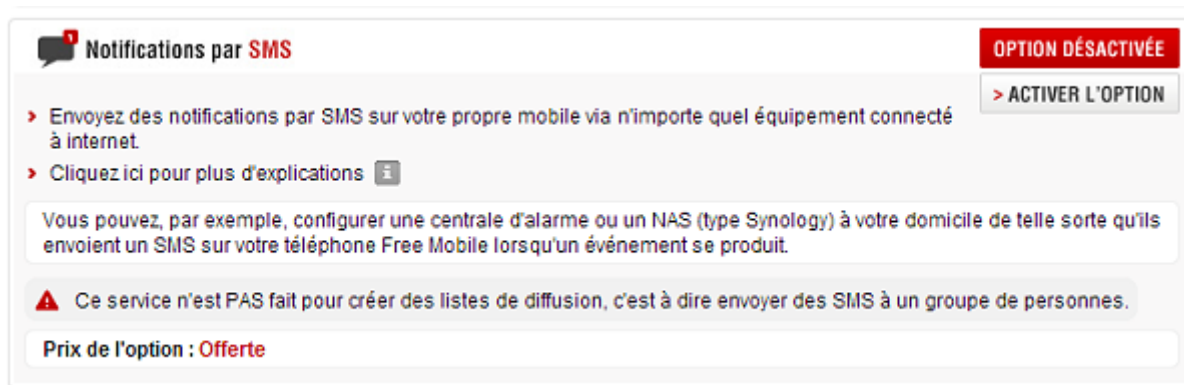 1
Notifications par SMS
OPTION DÉSACTIVÉE
> ACTIVER L'OPTION
> Envoyez des notifications par SMS sur votre propre mobile via n'importe quel équipement connecté
à internet.
> Cliquez ici pour plus d'explications i
Vous pouvez, par exemple, configurer une centrale d'alarme ou un NAS (type Synology) à votre domicile de telle sorte qu'ils
envoient un SMS sur votre téléphone Free Mobile lorsqu'un événement se produit.
Ce service n'est PAS fait pour créer des listes de diffusion, c'est à dire envoyer des SMS à un groupe de personnes.
Prix de l'option : Offerte